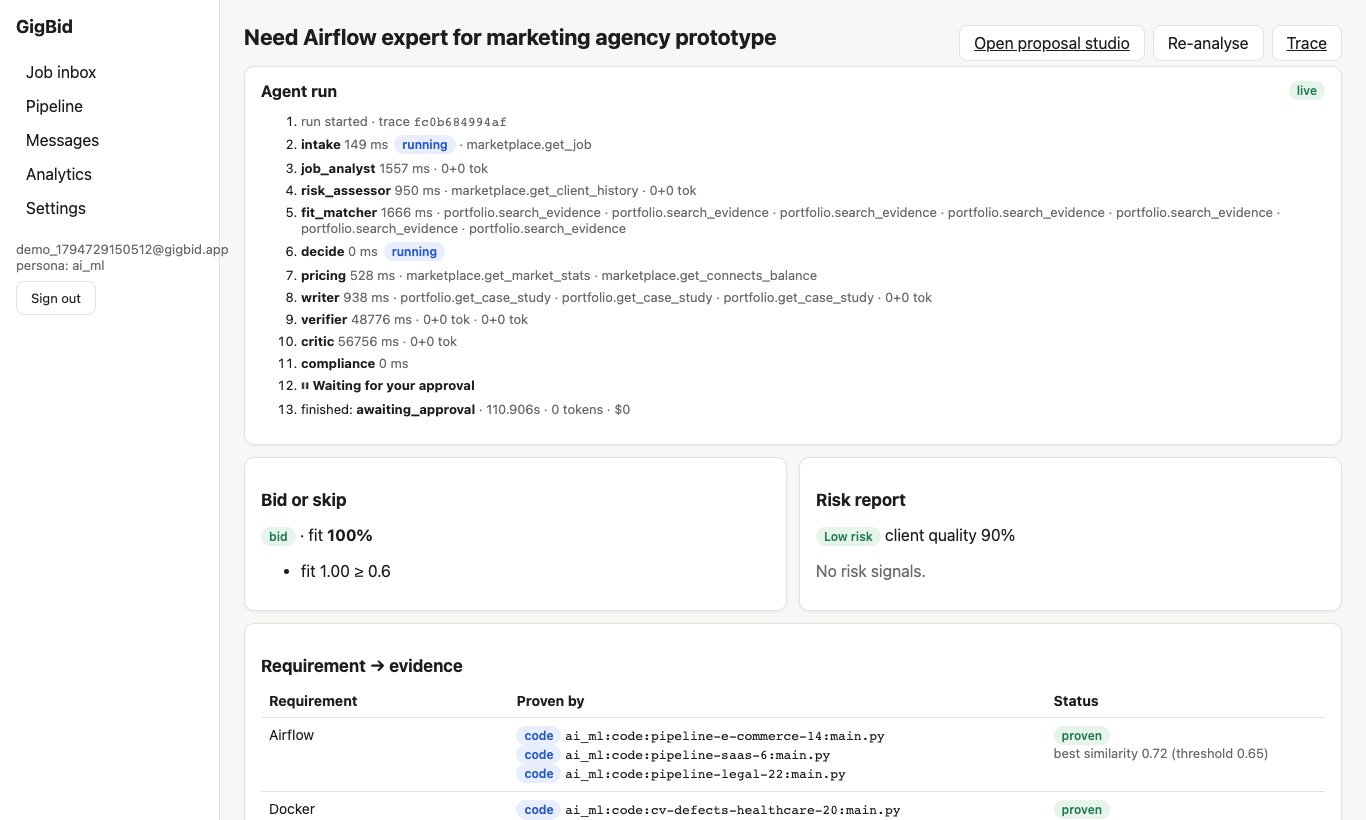 GigBid
Job inbox
Pipeline
Messages
Analytics
Settings
demo_1794729150512@gigbid.app
persona: ai_ml
Sign out
Need Airflow expert for marketing agency prototype
Open proposal studio
Re-analyse
Trace
Agent run
live
1. run started · trace fc0b684994af
2. intake 149 ms running · marketplace.get_job
3. job_analyst 1557 ms · 0+0 tok
4. risk_assessor 950 ms · marketplace.get_client_history · 0+0 tok
5. fit_matcher 1666 ms · portfolio.search_evidence · portfolio.search_evidence · portfolio.search_evidence · portfolio.search_evidence · portfolio.search_evidence ·
portfolio.search_evidence · portfolio.search_evidence
6. decide 0 ms running
7. pricing 528 ms · marketplace.get_market_stats · marketplace.get_connects_balance
8. writer 938 ms · portfolio.get_case_study · portfolio.get_case_study · portfolio.get_case_study · 0+0 tok
9. verifier 48776 ms · 0+0 tok · 0+0 tok
10. critic 56756 ms · 0+0 tok
11. compliance 0 ms
12. ⏸ Waiting for your approval
13. finished: awaiting_approval · 110.906s · 0 tokens · $0
Bid or skip
bid · fit 100%
• fit 1.00 ≥ 0.6
Risk report
Low risk client quality 90%
No risk signals.
Requirement → evidence
Requirement Proven by Status
Airflow code ai_ml:code:pipeline-e-commerce-14:main.py proven
code ai_ml:code:pipeline-saas-6:main.py best similarity 0.72 (threshold 0.65)
code ai_ml:code:pipeline-legal-22:main.py
Docker code ai_ml:code:cv-defects-healthcare-20:main.py proven